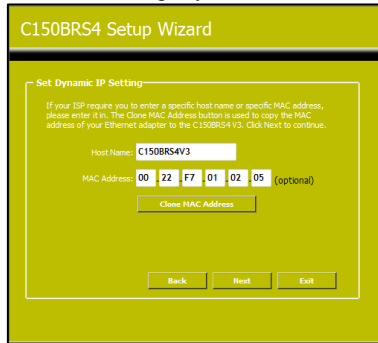 C150BRS4 Setup Wizard
Set Dynamic IP Setting
If your ISP require you to enter a specific host name or specific MAC address,
please enter it in. The Clone MAC Address button is used to copy the MAC
address of your Ethernet adapter to the C150BRS4 V3. Click Next to continue.
Host Name: C150BRS4V3
MAC Address: 00 . 22 . F7 . 01 . 02 . 05 (optional)
Clone MAC Address
Back Next Exit